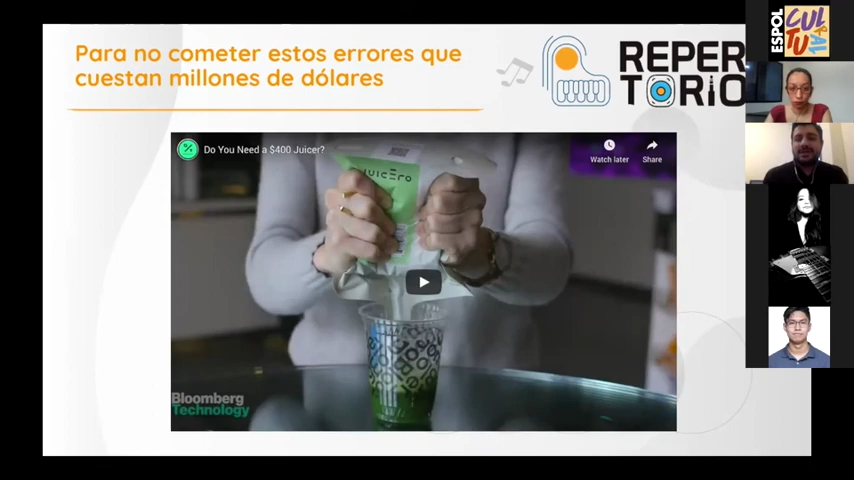 Para no cometer estos errores que
cuestan millones de dólares
REPER
TORIO
ESPOL
CUL
TU
AL
Do You Need a $400 Juicer?
Watch later
Share
Bloomberg
Technology